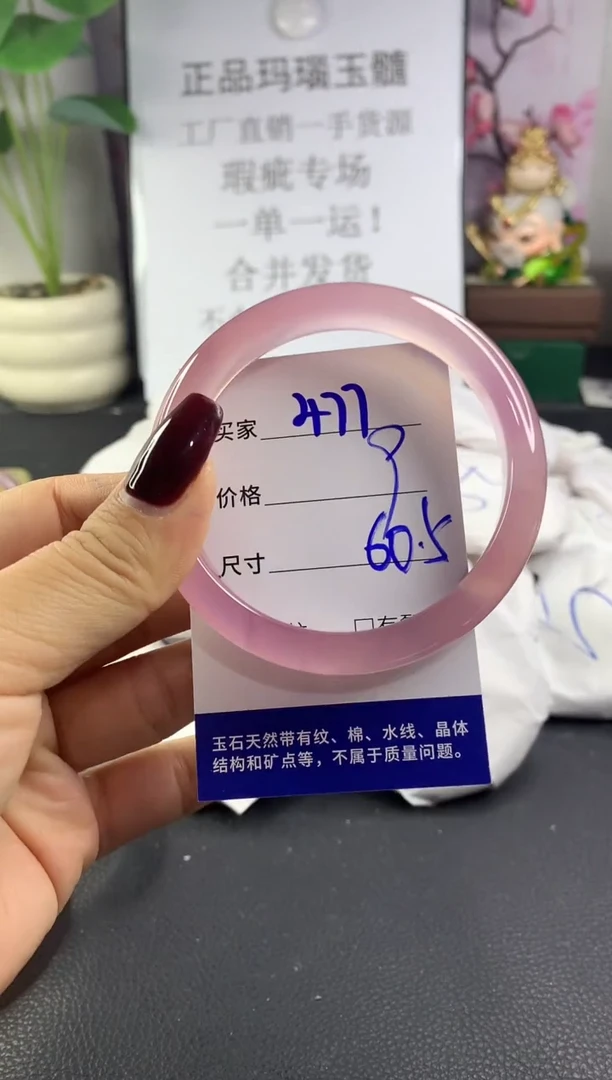 正品玛瑙玉髓
工厂直销一手货源
瑕疵专场
一单一运!
合并发货
买家 477
价格
尺寸 60.5
玉石天然带有纹、棉、水线、晶体
结构和矿点等，不属于质量问题。